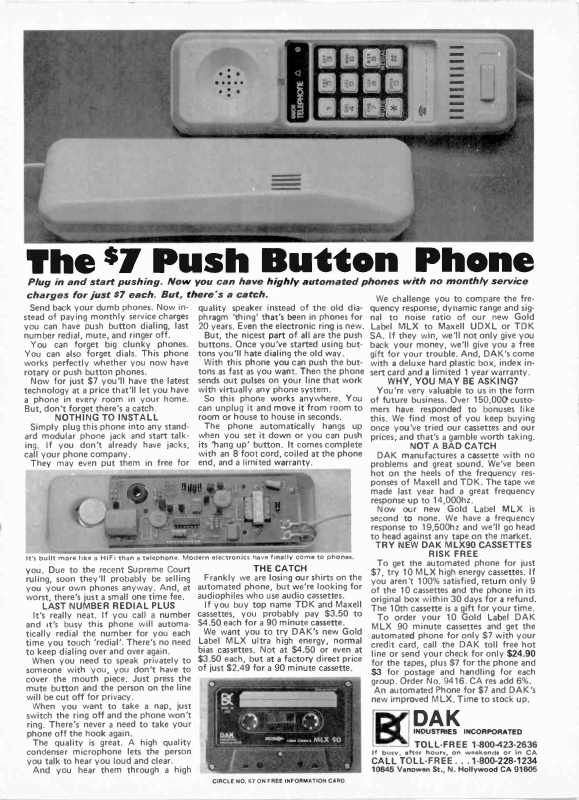 The $7 Push Button Phone
Plug in and start pushing. Now you can have highly automated phones with no monthly service
charges for just $7 each. But, there's a catch.
Send back your dumb phones. Now in-
stead of paying monthly service charges
you can have push button dialing, last
number redial, mute, and ringer off.
You can forget big clunky phones.
You can also forget dials. This phone
works perfectly whether you now have
rotary or push button phones.
Now for just $7 you'll have the latest
technology at a price that'll let you have
a phone in every room in your home.
But, don't forget there's a catch.
NOTHING TO INSTALL
Simply plug this phone into any stand-
ard modular phone jack and start talk-
ing. If you don't already have jacks,
call your phone company.
They may even put them in free for
It's built more like a HiFi than a telephone. Modern electronics have finally come to phones.
you. Due to the recent Supreme Court
ruling, soon they'll probably be selling
you your own phones anyway. And, at
worst, there's just a small one time fee.
LAST NUMBER REDIAL PLUS
It's really neat. If you call a number
and it's busy this phone will automa-
tically redial the number for you each
time you touch 'redial'. There's no need
to keep dialing over and over again.
When you need to speak privately to
someone with you, you don't have to
cover the mouth piece. Just press the
mute button and the person on the line
will be cut off for privacy.
When you want to take a nap, just
switch the ring off and the phone won't
ring. There's never a need to take your
phone off the hook again.
The quality is great. A high quality
condenser microphone lets the person
you talk to hear you loud and clear.
And you hear them through a high
quality speaker instead of the old dia-
phragm 'thing' that's been in phones for
20 years. Even the electronic ring is new.
But, the nicest part of all are the push
buttons. Once you've started using but-
tons you'll hate dialing the old way.
With this phone you can push the but-
tons as fast as you want. Then the phone
sends out pulses on your line that work
with virtually any phone system.
So this phone works anywhere. You
can unplug it and move it from room to
room or house to house in seconds.
The phone automatically hangs up
when you set it down or you can push
its 'hang up' button. It comes complete
with an 8 foot cord, coiled at the phone
end, and a limited warranty.
THE CATCH
Frankly we are losing our shirts on the
automated phone, but we're looking for
audiophiles who use audio cassettes.
If you buy top name TDK and Maxell
cassettes, you probably pay $3.50 to
$4.50 each for a 90 minute cassette.
We want you to try DAK's new Gold
Label MLX ultra high energy, normal
bias cassettes. Not at $4.50 or even at
$3.50 each, but at a factory direct price
of just $2.49 for a 90 minute cassette.
DAK
MLX 90
We challenge you to compare the fre-
quency response, dynamic range and sig-
nal to noise ratio of our new Gold
Label MLX to Maxell UDXL or TDK
SA. If they win, we'll not only give you
back your money, we'll give you a free
gift for your trouble. And, DAK's come
with a deluxe hard plastic box, index in-
sert card and a limited 1 year warranty.
WHY, YOU MAY BE ASKING?
You're very valuable to us in the form
of future business. Over 150,000 custo-
mers have responded to bonuses like
this. We find most of you keep buying
once you've tried our cassettes and our
prices; and that's a gamble worth taking.
NOT A BAD CATCH
DAK manufactures a cassette with no
problems and great sound. We've been
hot on the heels of the frequency res-
ponses of Maxell and TDK. The tape we
made last year had a great frequency
response up to 14,000hz.
Now our new Gold Label MLX is
second to none. We have a frequency
response to 19,500hz and we'll go head
to head against any tape on the market.
TRY NEW DAK MLX90 CASSETTES
RISK FREE
To get the automated phone for just
$7, try 10 MLX high energy cassettes. If
you aren't 100% satisfied, return only 9
of the 10 cassettes and the phone in its
original box within 30 days for a refund.
The 10th cassette is a gift for your time.
To order your 10 Gold Label DAK
MLX 90 minute cassettes and get the
automated phone for only $7 with your
credit card, call the DAK toll free hot
line or send your check for only $24.90
for the tapes, plus $7 for the phone and
$3 for postage and handling for each
group. Order No. 9416. CA res add 6%.
An automated Phone for $7 and DAK's
new improved MLX. Time to stock up.
DAK
INDUSTRIES INCORPORATED
TOLL-FREE 1-800-423-2636
If busy, after hours, on weekends or in CA
CALL TOLL-FREE . . . 1-800-228-1234
10845 Vanowen St., N. Hollywood CA 91605
CIRCLE NO. 67 ON FREE INFORMATION CARD